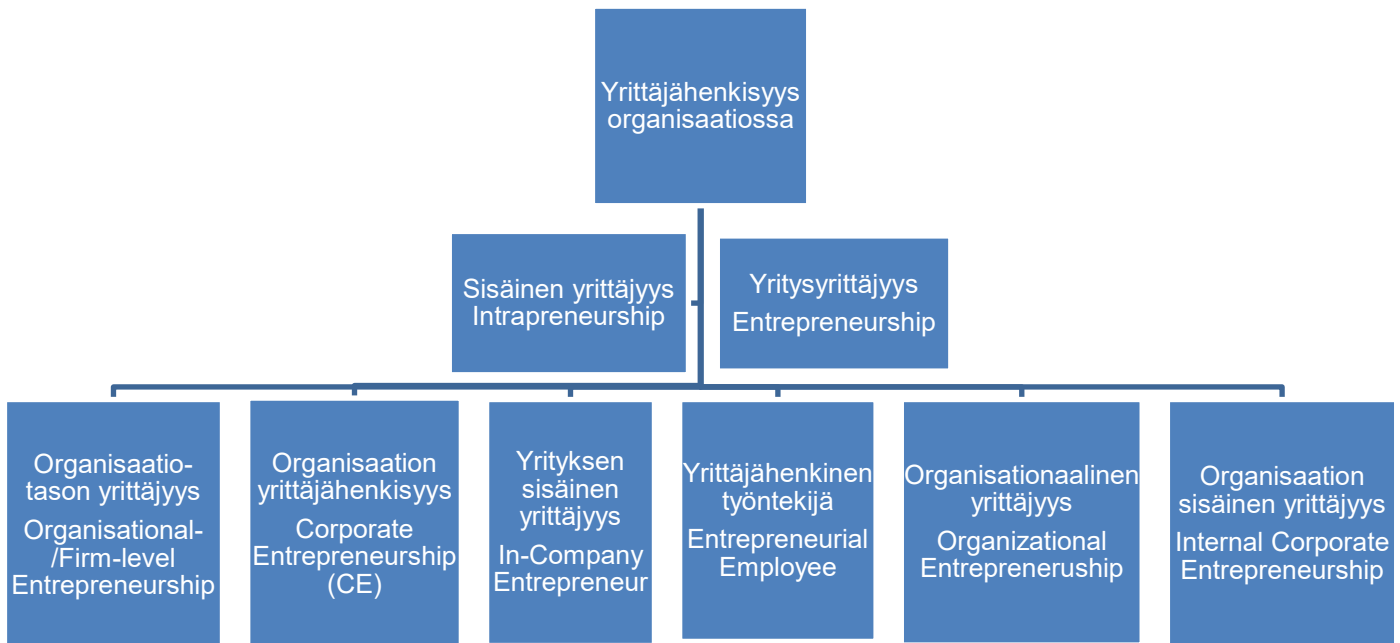 Yrittäjähenkisyys
organisaatiossa
Sisäinen yrittäjyys
Intrapreneurship
Yritysyrittäjyys
Entrepreneurship
Organisaatio-
tason yrittäjyys
Organisational-
/Firm-level
Entrepreneurship
Organisaation
yrittäjähenkisyys
Corporate
Entrepreneurship
(CE)
Yrityksen
sisäinen
yrittäjyys
In-Company
Entrepreneur
Yrittäjähenkinen
työntekijä
Entrepreneurial
Employee
Organisationaalinen
yrittäjyys
Organizational
Entrepreneruship
Organisaation
sisäinen yrittäjyys
Internal Corporate
Entrepreneurship